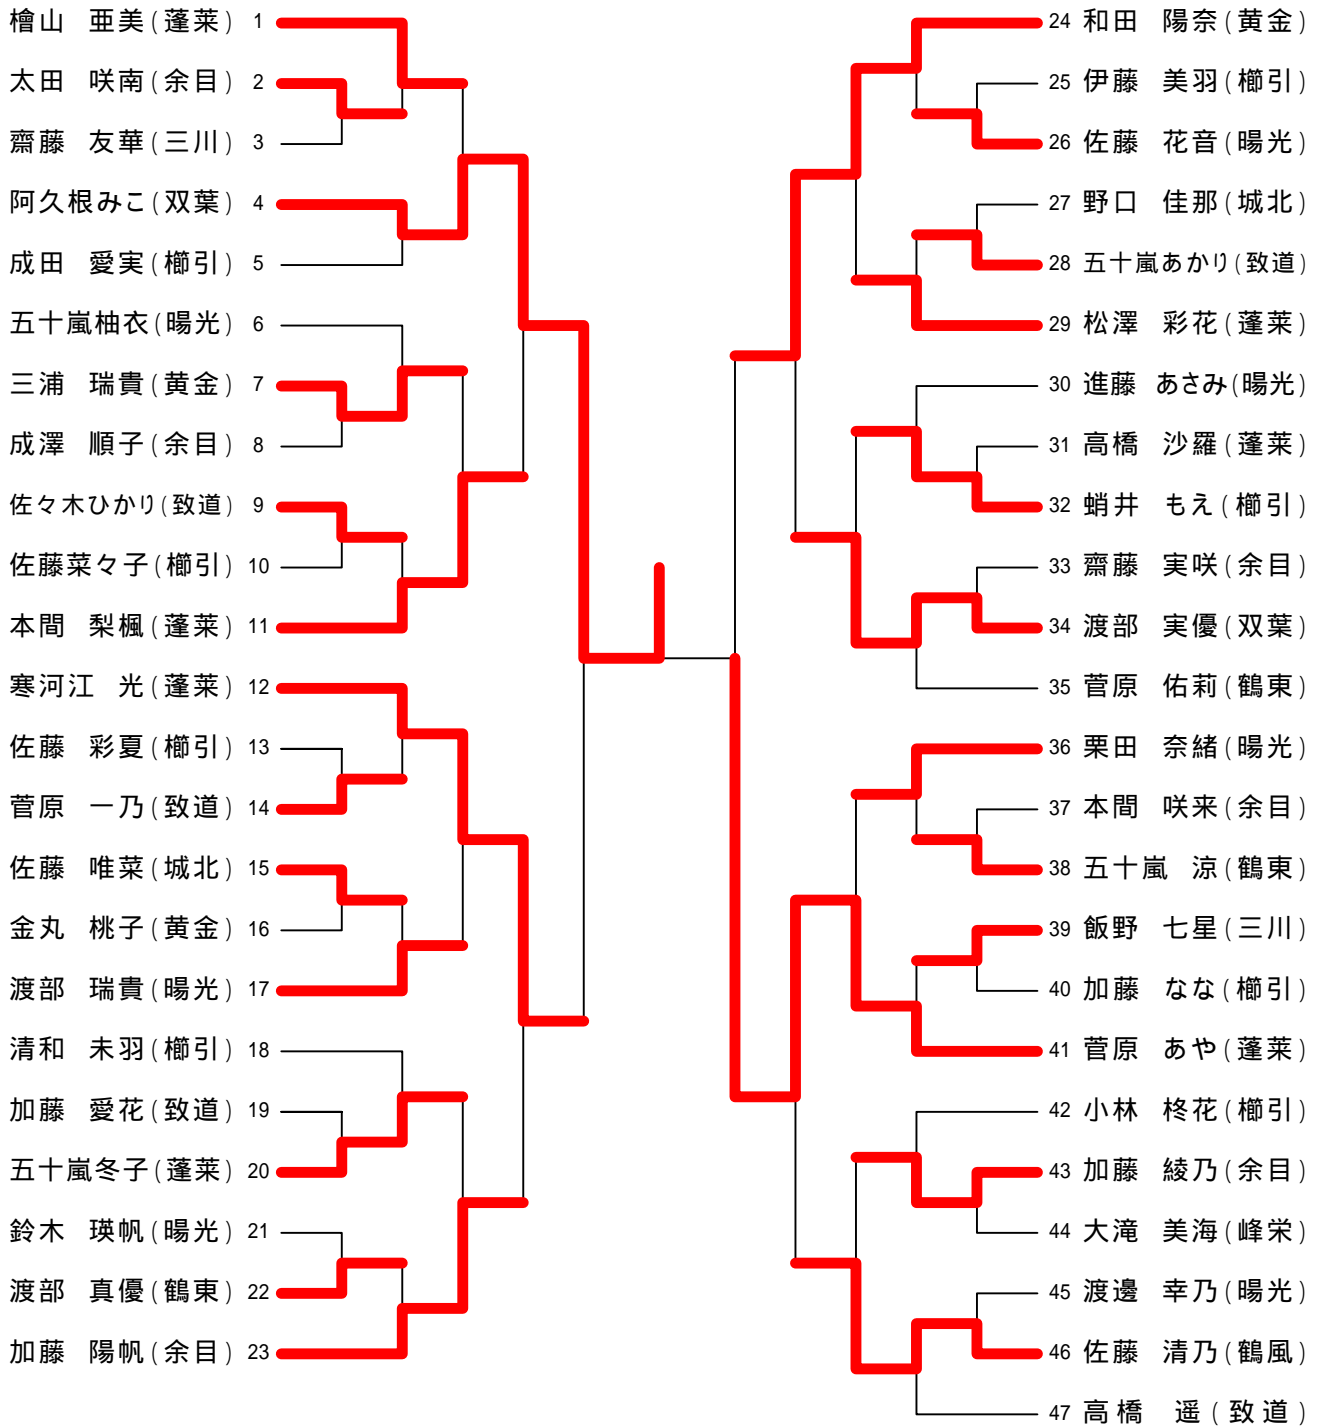 檜山 亜美(蓬莱) 1
太田 咲南(余目) 2
齋藤 友華(三川) 3
阿久根みこ(双葉) 4
成田 愛実(櫛引) 5
五十嵐柚衣(暘光) 6
三浦 瑞貴(黄金) 7
成澤 順子(余目) 8
佐々木ひかり(致道) 9
佐藤菜々子(櫛引) 10
本間 梨楓(蓬莱) 11
寒河江 光(蓬莱) 12
佐藤 彩夏(櫛引) 13
菅原 一乃(致道) 14
佐藤 唯菜(城北) 15
金丸 桃子(黄金) 16
渡部 瑞貴(暘光) 17
清和 未羽(櫛引) 18
加藤 愛花(致道) 19
五十嵐冬子(蓬莱) 20
鈴木 瑛帆(暘光) 21
渡部 真優(鶴東) 22
加藤 陽帆(余目) 23
24 和田 陽奈(黄金)
25 伊藤 美羽(櫛引)
26 佐藤 花音(暘光)
27 野口 佳那(城北)
28 五十嵐あかり(致道)
29 松澤 彩花(蓬莱)
30 進藤 あさみ(暘光)
31 高橋 沙羅(蓬莱)
32 蛸井 もえ(櫛引)
33 齋藤 実咲(余目)
34 渡部 実優(双葉)
35 菅原 佑莉(鶴東)
36 栗田 奈緒(暘光)
37 本間 咲来(余目)
38 五十嵐 涼(鶴東)
39 飯野 七星(三川)
40 加藤 なな(櫛引)
41 菅原 あや(蓬莱)
42 小林 柊花(櫛引)
43 加藤 綾乃(余目)
44 大滝 美海(峰栄)
45 渡邊 幸乃(暘光)
46 佐藤 清乃(鶴風)
47 高橋 遥(致道)